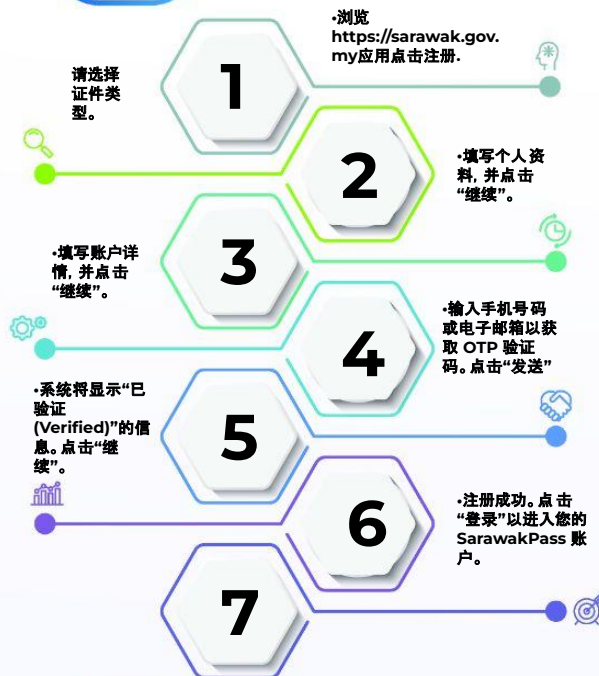 •浏览
https://sarawak.gov.
my应用点击注册.
1
请选择
证件类
型。
2
•填写个人资
料, 并点击
“继续”。
3
•填写账户详
情, 并点击
“继续”。
4
•输入手机号码
或电子邮箱以获
取 OTP 验证
码。点击“发送”
5
•系统将显示“已
验证
(Verified)”的信
息。点击“继
续”。
6
•注册成功。点击
“登录”以进入您的
SarawakPass 账
户。
7